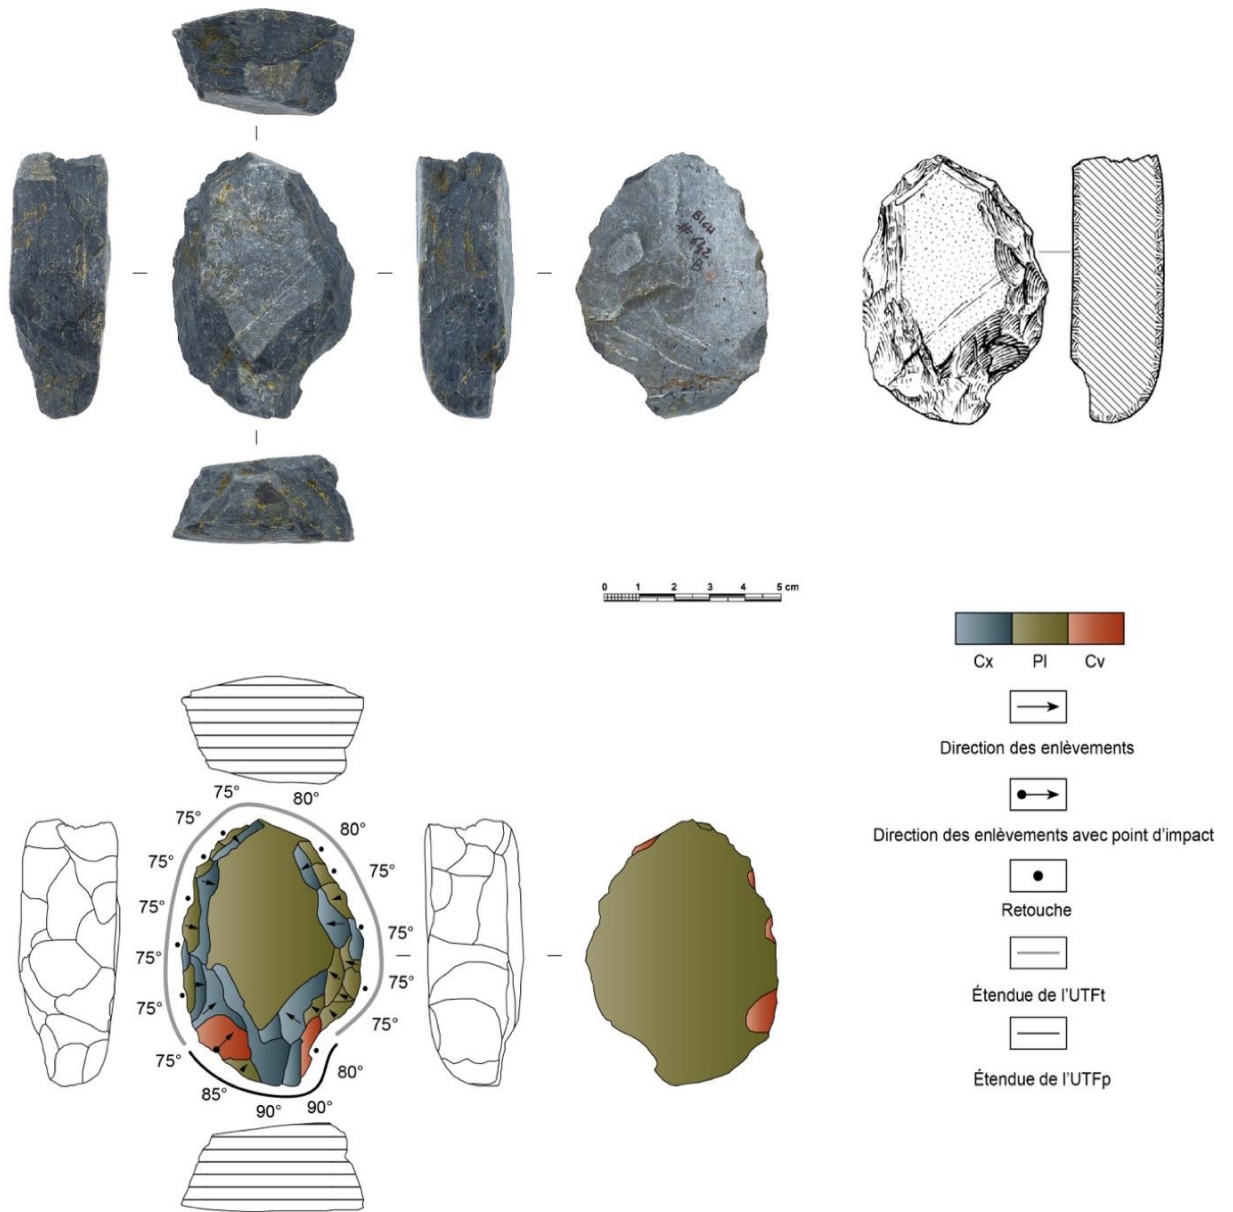 Bleu
0 1 2 3 4 5 cm
Cx Pl Cv
Direction des enlèvements
Direction des enlèvements avec point d'impact
Retouche
Étendue de l'UTFt
Étendue de l'UTFp
75° 80°
75° 80°
75° 75°
75° 75°
75° 75°
75° 75°
75° 80°
85° 90° 90°